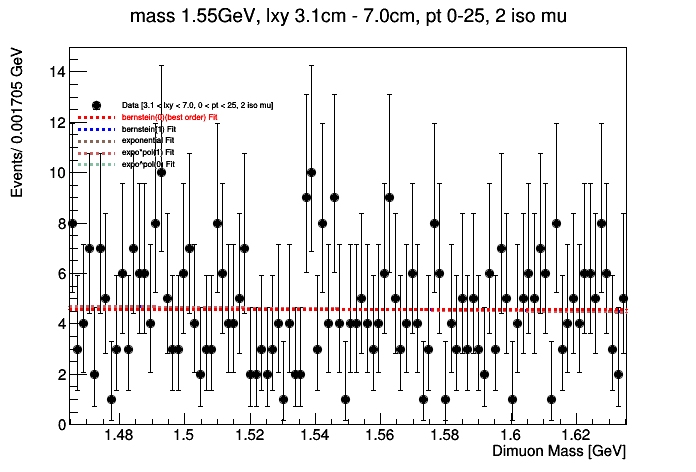 mass 1.55GeV, lxy 3.1cm - 7.0cm, pt 0-25, 2 iso mu
Events/ 0.001705 GeV
14
12
10
8
6
4
2
0
Data [3.1 < lxy < 7.0, 0 < pt < 25, 2 iso mu]
bernstein(0)(best order) Fit
bernstein(1) Fit
exponential Fit
expo*pol(1) Fit
expo^pol(0) Fit
1.48 1.5 1.52 1.54 1.56 1.58 1.6 1.62
Dimuon Mass [GeV]